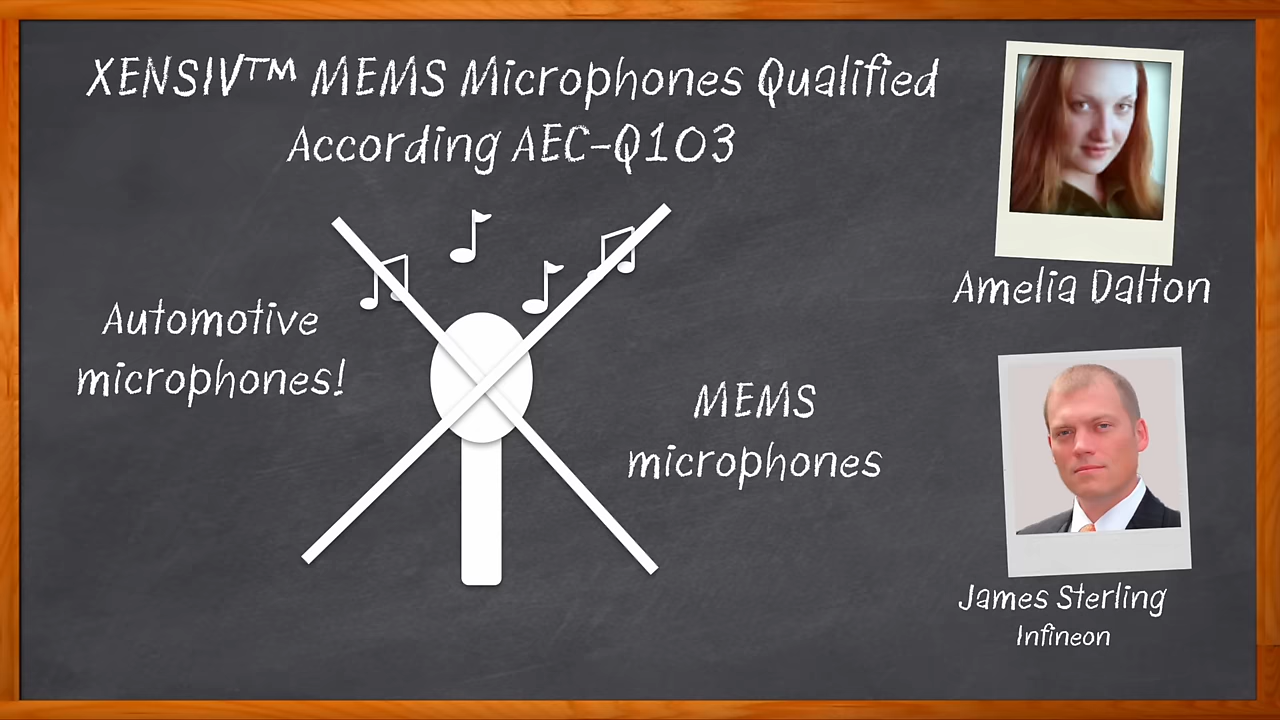 XENSIV™ MEMS Microphones Qualified
According AEC-Q103
Automotive
microphones!
MEMS
microphones
Amelia Dalton
James Sterling
Infineon